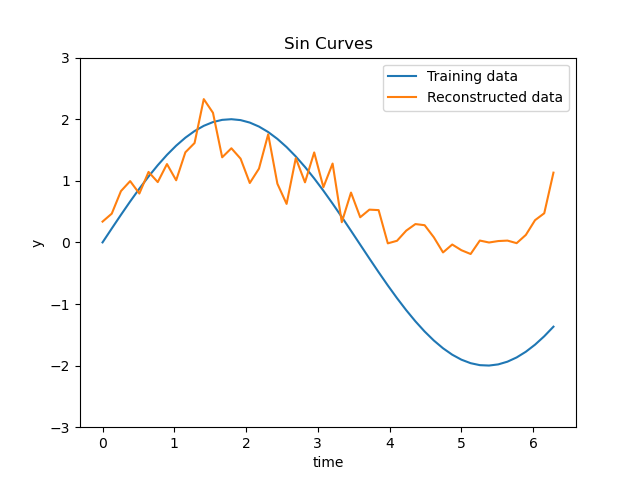 Sin Curves
Training data
Reconstructed data
3
2
1
0
−1
−2
−3
y
0 1 2 3 4 5 6
time